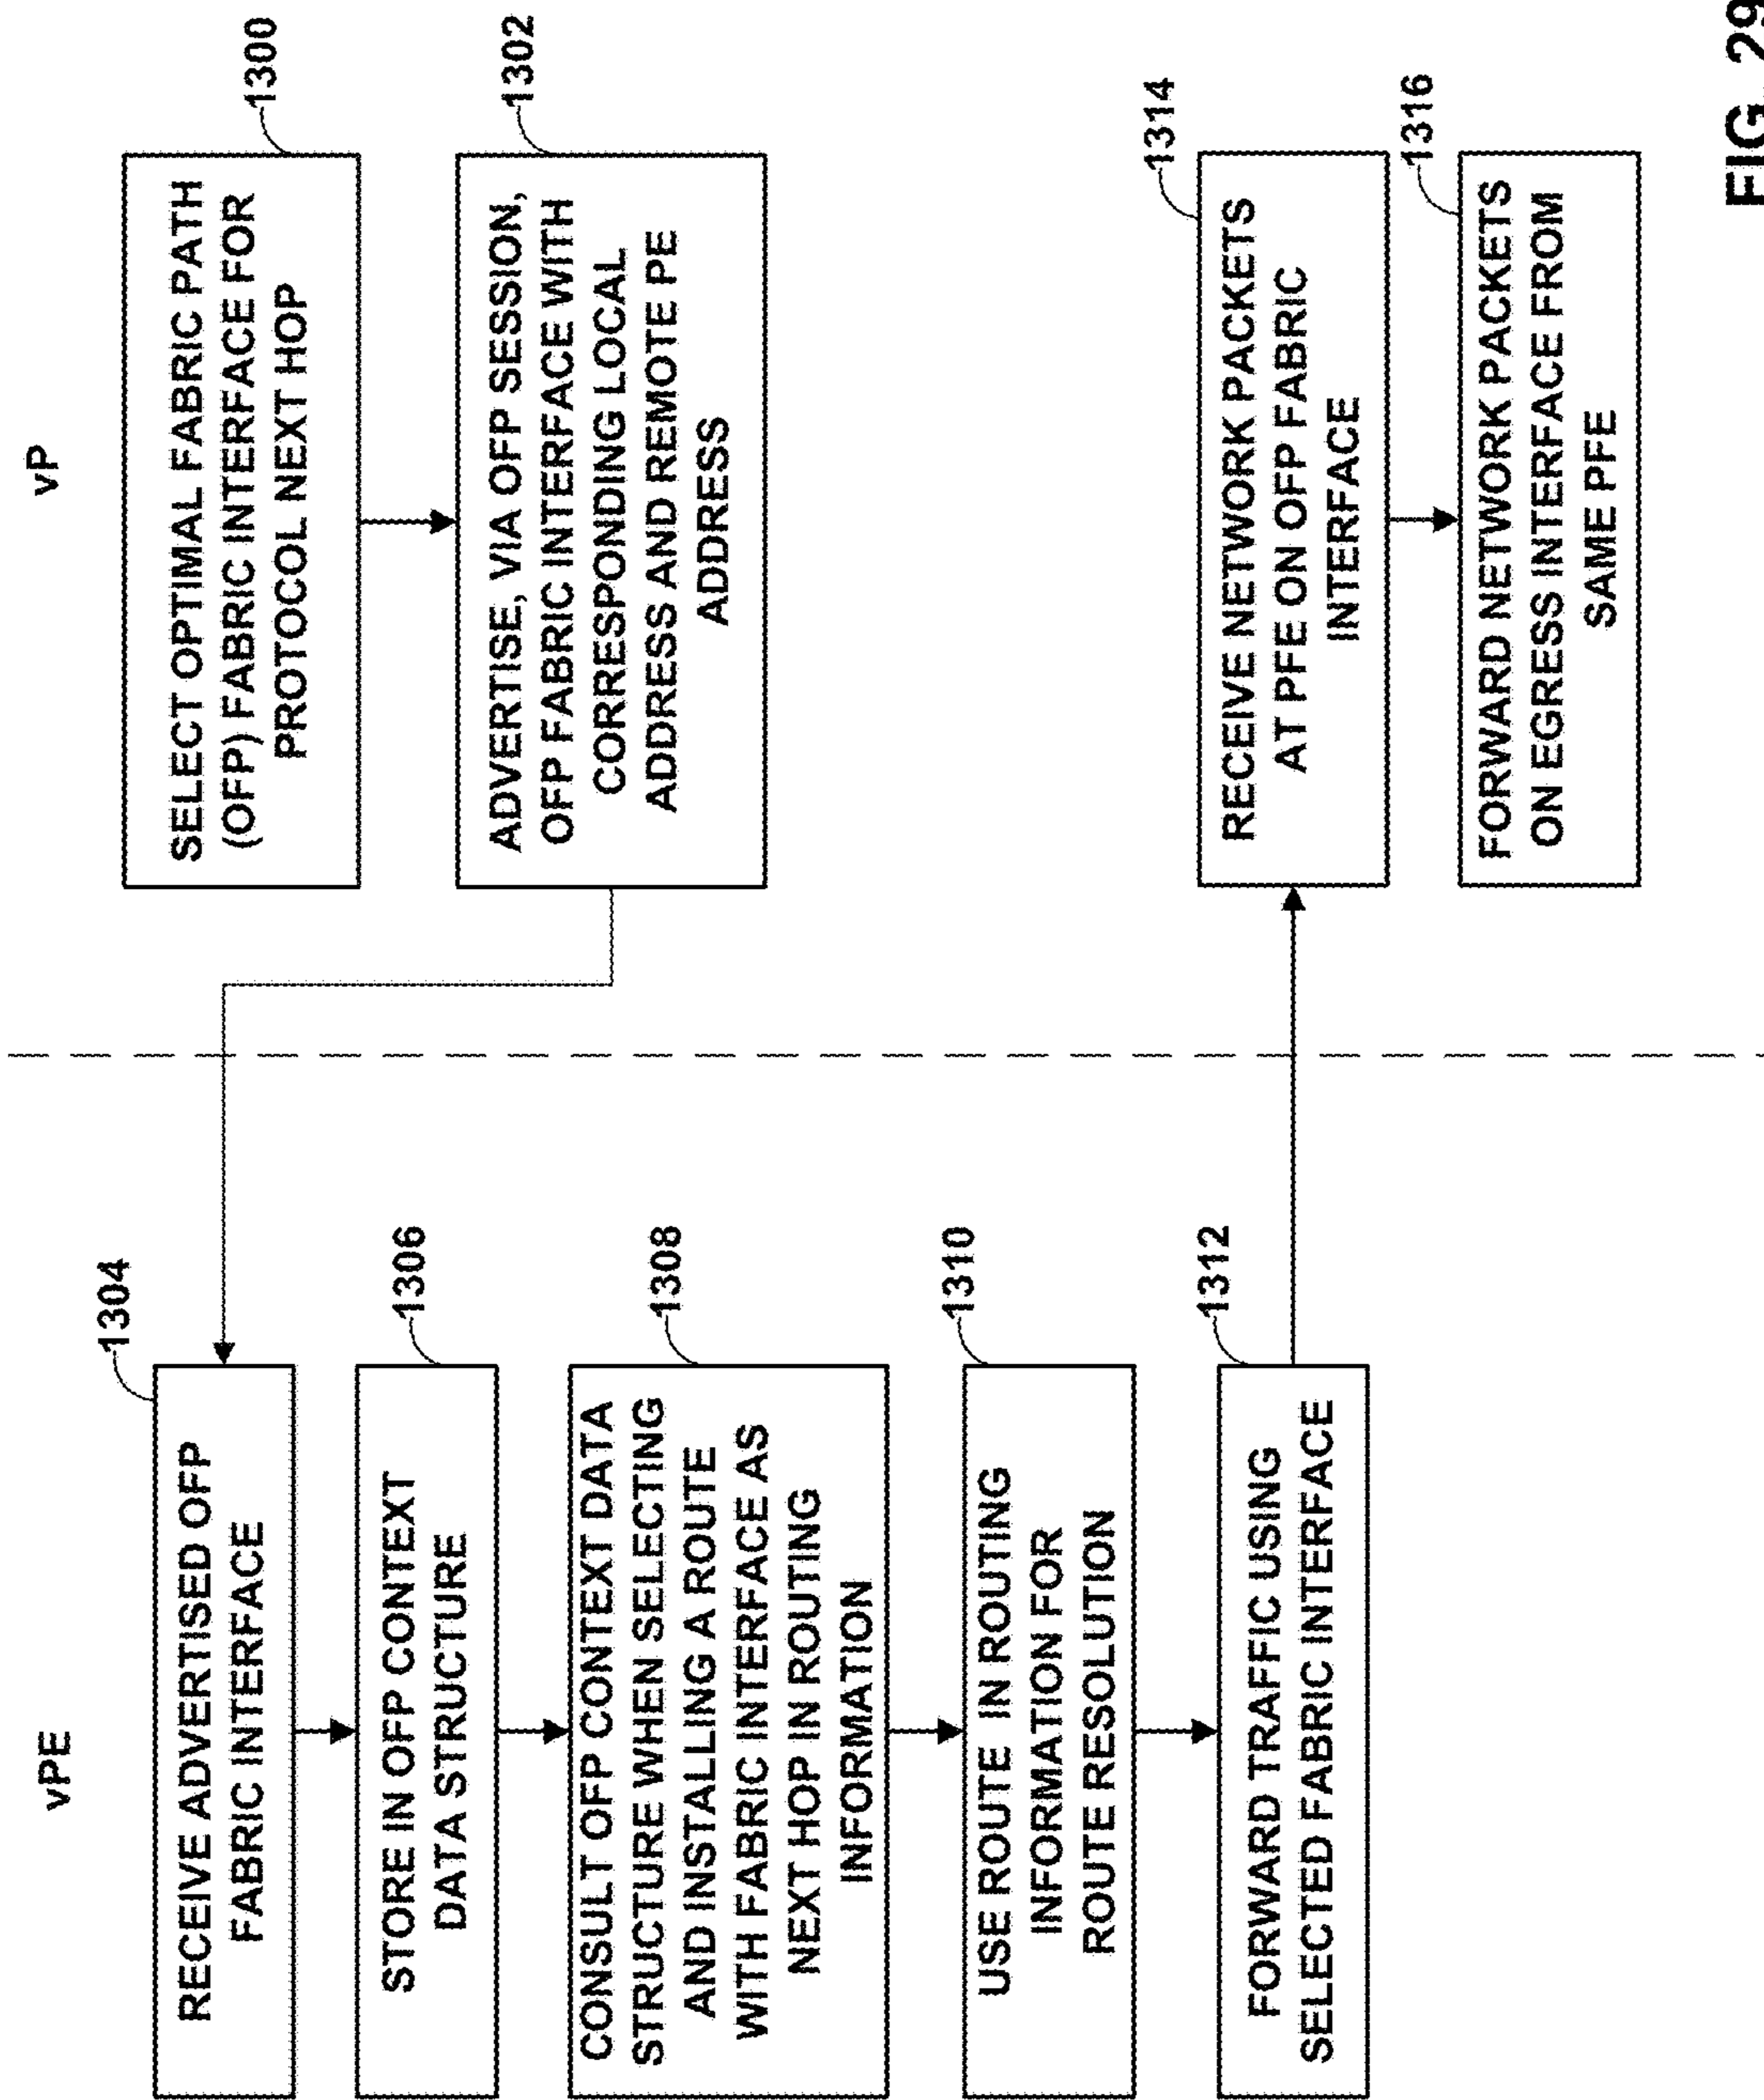 vPE
1304
RECEIVE ADVERTISED OFP
FABRIC INTERFACE
1306
STORE IN OFP CONTEXT
DATA STRUCTURE
1308
CONSULT OFP CONTEXT DATA
STRUCTURE WHEN SELECTING
AND INSTALLING A ROUTE
WITH FABRIC INTERFACE AS
NEXT HOP IN ROUTING
INFORMATION
1310
USE ROUTE IN ROUTING
INFORMATION FOR
ROUTE RESOLUTION
1312
FORWARD TRAFFIC USING
SELECTED FABRIC INTERFACE
vP
1300
SELECT OPTIMAL FABRIC PATH
(OFP) FABRIC INTERFACE FOR
PROTOCOL NEXT HOP
1302
ADVERTISE, VIA OFP SESSION,
OFP FABRIC INTERFACE WITH
CORRESPONDING LOCAL
ADDRESS AND REMOTE PE
ADDRESS
1314
RECEIVE NETWORK PACKETS
AT PFE ON OFP FABRIC
INTERFACE
1316
FORWARD NETWORK PACKETS
ON EGRESS INTERFACE FROM
SAME PFE
FIG. 29